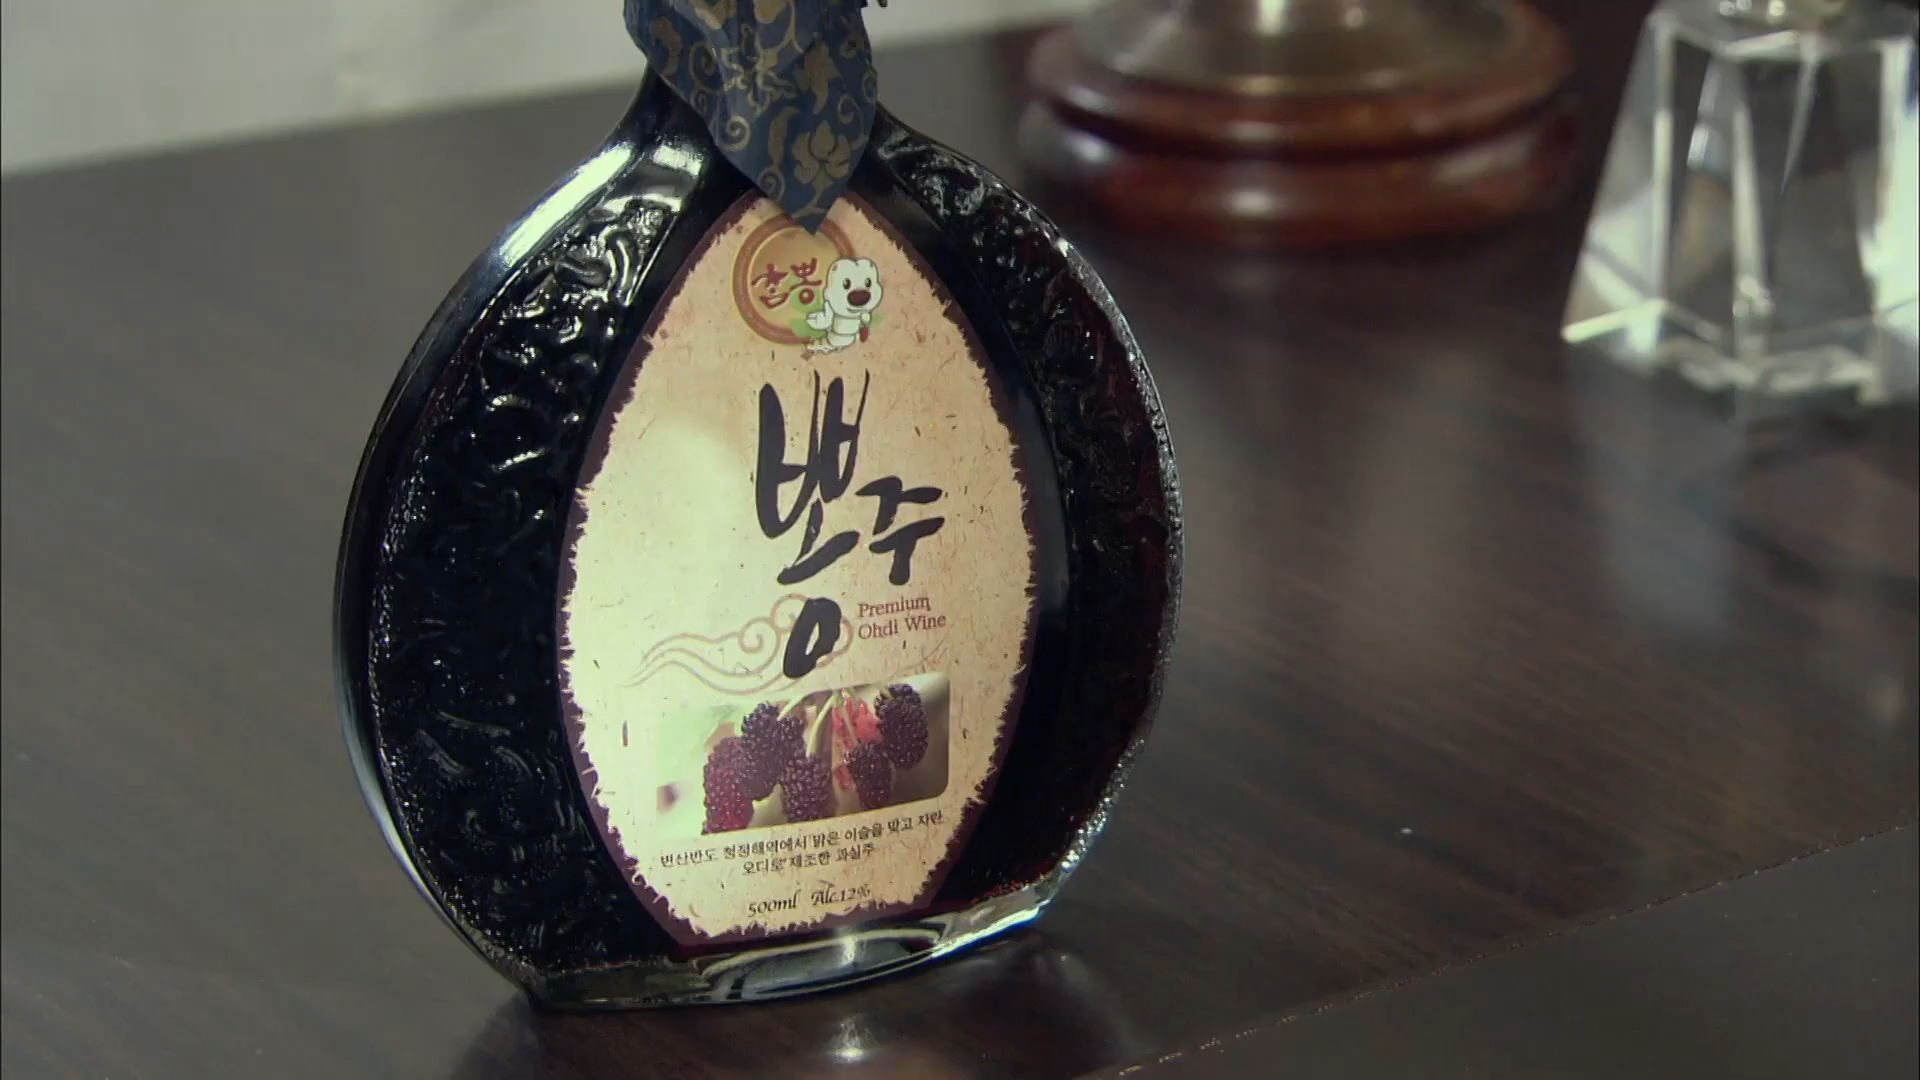 참뽕
뽕주
Premium
Ohdi Wine
변산반도 청정해역에서 맑은 이슬을 맞고 자란
오디로 제조한 과실주
500ml Alc.12%